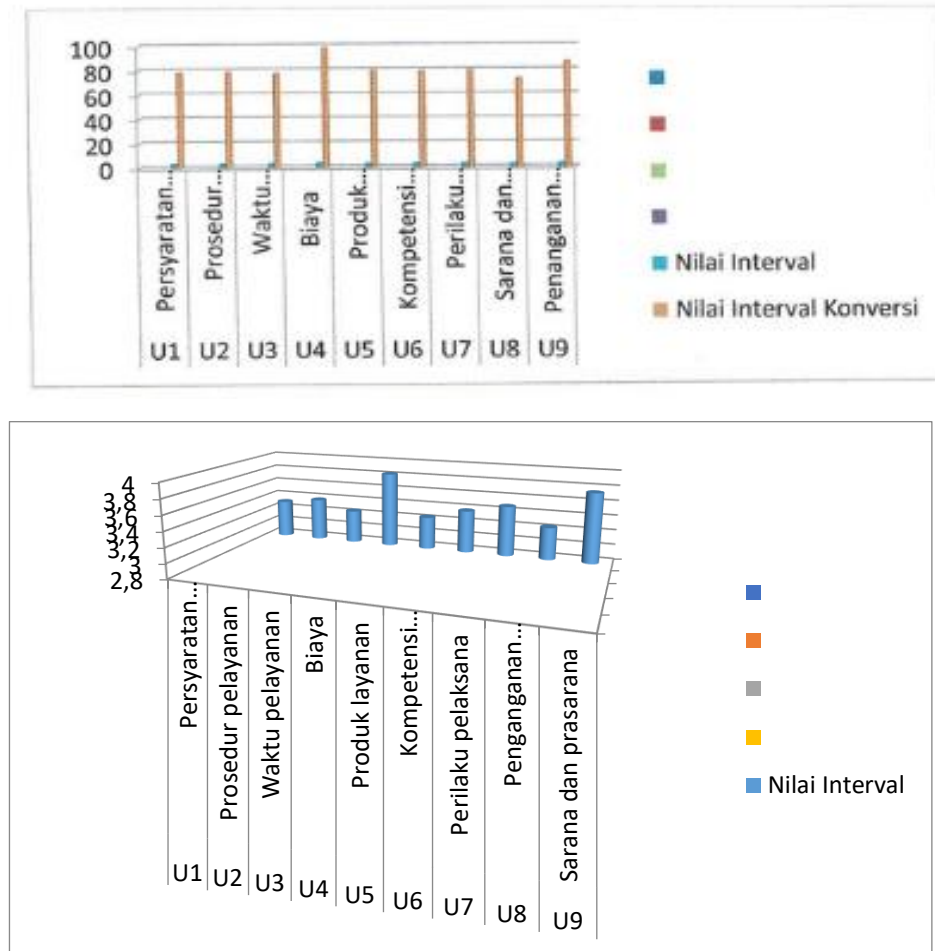 100
80
60
40
20
0
Persyaratan...
Prosedur...
Waktu...
Biaya
Produk...
Kompetensi...
Perilaku...
Sarana dan...
Penanganan...
U1 U2 U3 U4 U5 U6 U7 U8 U9
Nilai Interval
Nilai Interval Konversi
4
3,8
3,6
3,4
3,2
3
2,8
Persyaratan...
Prosedur pelayanan
Waktu pelayanan
Biaya
Produk layanan
Kompetensi...
Perilaku pelaksana
Penganganan...
Sarana dan prasarana
U1 U2 U3 U4 U5 U6 U7 U8 U9
Nilai Interval